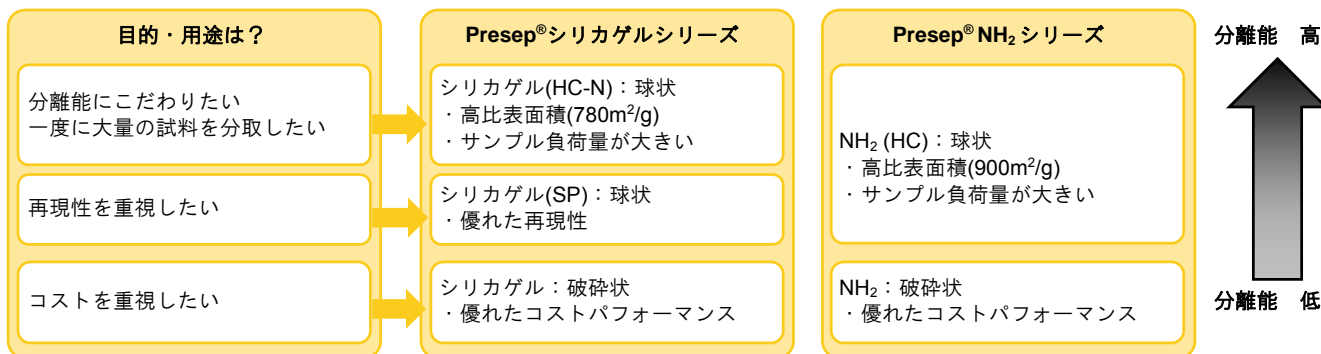 目的・用途は？
分離能にこだわりたい
一度に大量の試料を分取したい
再現性を重視したい
コストを重視したい
Presep®シリカゲルシリーズ
シリカゲル(HC-N)：球状
・高比表面積(780m²/g)
・サンプル負荷量が大きい
シリカゲル(SP)：球状
・優れた再現性
シリカゲル：破砕状
・優れたコストパフォーマンス
Presep® NH₂ シリーズ
NH₂ (HC)：球状
・高比表面積(900m²/g)
・サンプル負荷量が大きい
NH₂：破砕状
・優れたコストパフォーマンス
分離能　高
分離能　低